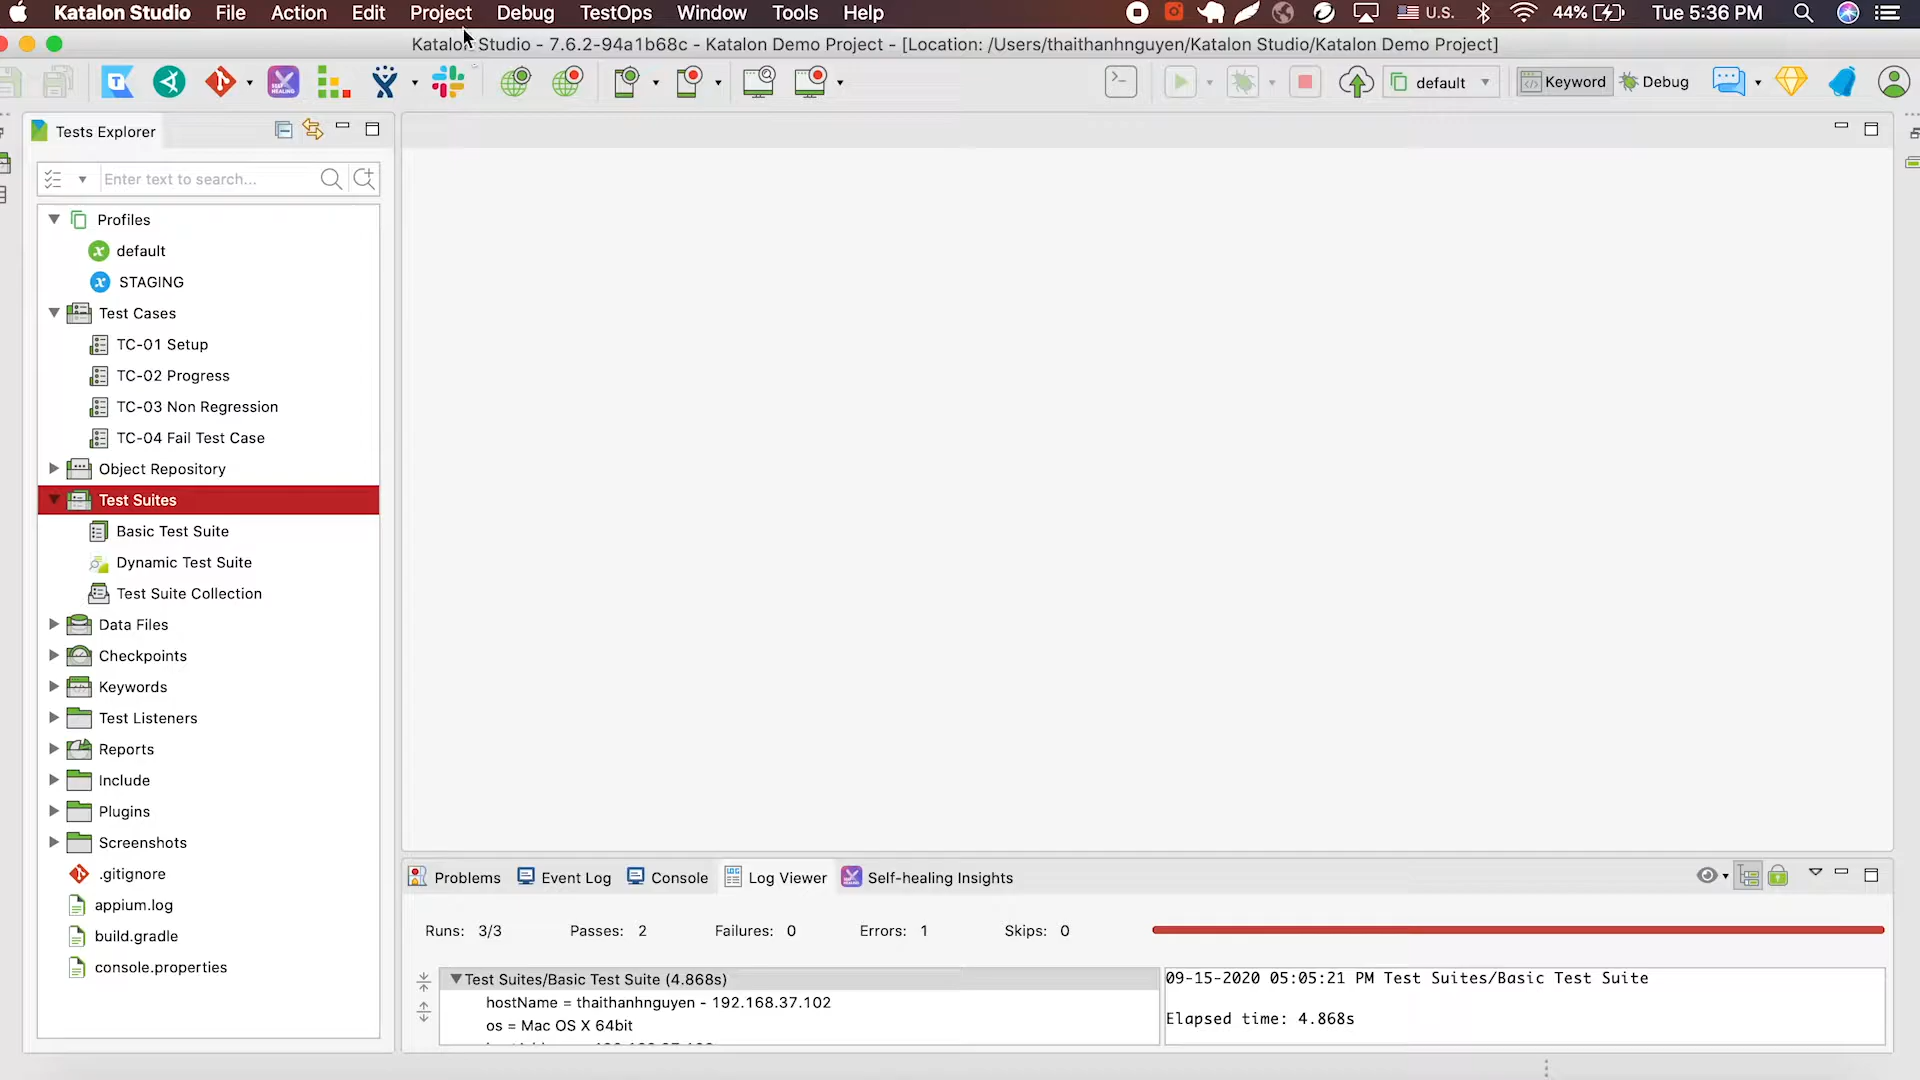 Katalon Studio File Action Edit Project Debug TestOps Window Tools Help U.S. 44% Tue 5:36 PM
Katalon Studio - 7.6.2-94a1b68c - Katalon Demo Project - [Location: /Users/thaithanhnguyen/Katalon Studio/Katalon Demo Project]
default Keyword Debug
Tests Explorer
Enter text to search...
Profiles
default
STAGING
Test Cases
TC-01 Setup
TC-02 Progress
TC-03 Non Regression
TC-04 Fail Test Case
Object Repository
Test Suites
Basic Test Suite
Dynamic Test Suite
Test Suite Collection
Data Files
Checkpoints
Keywords
Test Listeners
Reports
Include
Plugins
Screenshots
.gitignore
appium.log
build.gradle
console.properties
Problems Event Log Console Log Viewer Self-healing Insights
Runs: 3/3 Passes: 2 Failures: 0 Errors: 1 Skips: 0
Test Suites/Basic Test Suite (4.868s)
hostName = thaithanhnguyen - 192.168.37.102
os = Mac OS X 64bit
09-15-2020 05:05:21 PM Test Suites/Basic Test Suite
Elapsed time: 4.868s